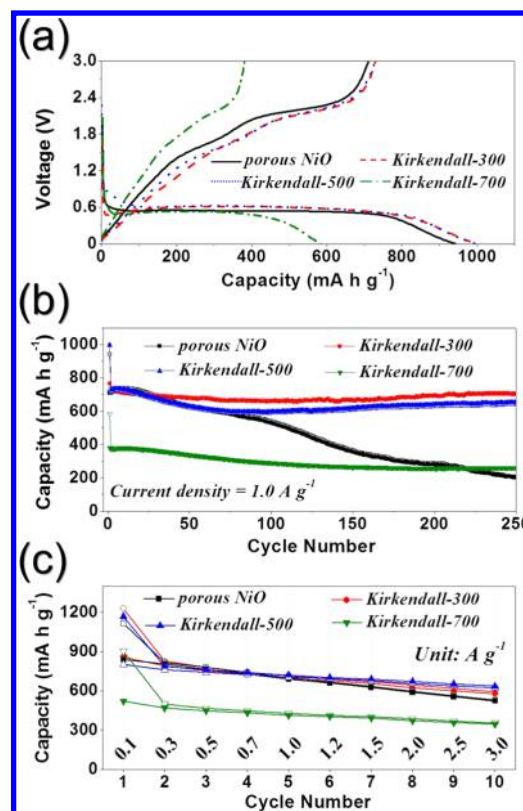 (a)
3.0
2.4
1.8
1.2
0.6
0
Voltage (V)
porous NiO
Kirkendall-300
Kirkendall-500
Kirkendall-700
0 200 400 600 800 1000
Capacity (mA h g-1)
(b)
1000
800
600
400
200
0
Capacity (mA h g-1)
porous NiO
Kirkendall-300
Kirkendall-500
Kirkendall-700
Current density = 1.0 A g-1
0 50 100 150 200 250
Cycle Number
(c)
1200
900
600
300
0
Capacity (mA h g-1)
porous NiO
Kirkendall-300
Kirkendall-500
Kirkendall-700
Unit: A g-1
0.1 0.3 0.5 0.7 1.0 1.2 1.5 2.0 2.5 3.0
1 2 3 4 5 6 7 8 9 10
Cycle Number